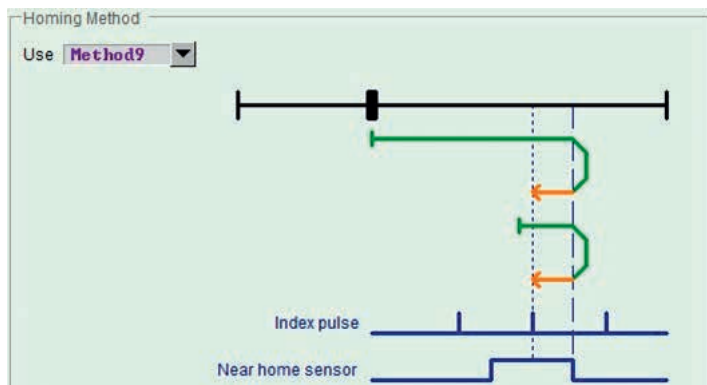 Homing Method
Use Method9
Index pulse
Near home sensor